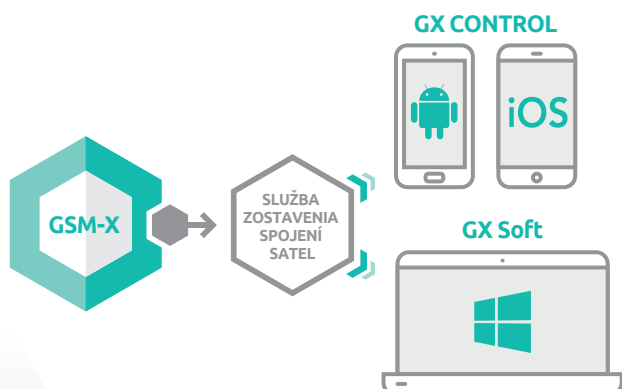 GX CONTROL
iOS
GSM-X
SLUŽBA
ZOSTAVENIA
SPOJENÍ
SATEL
GX Soft